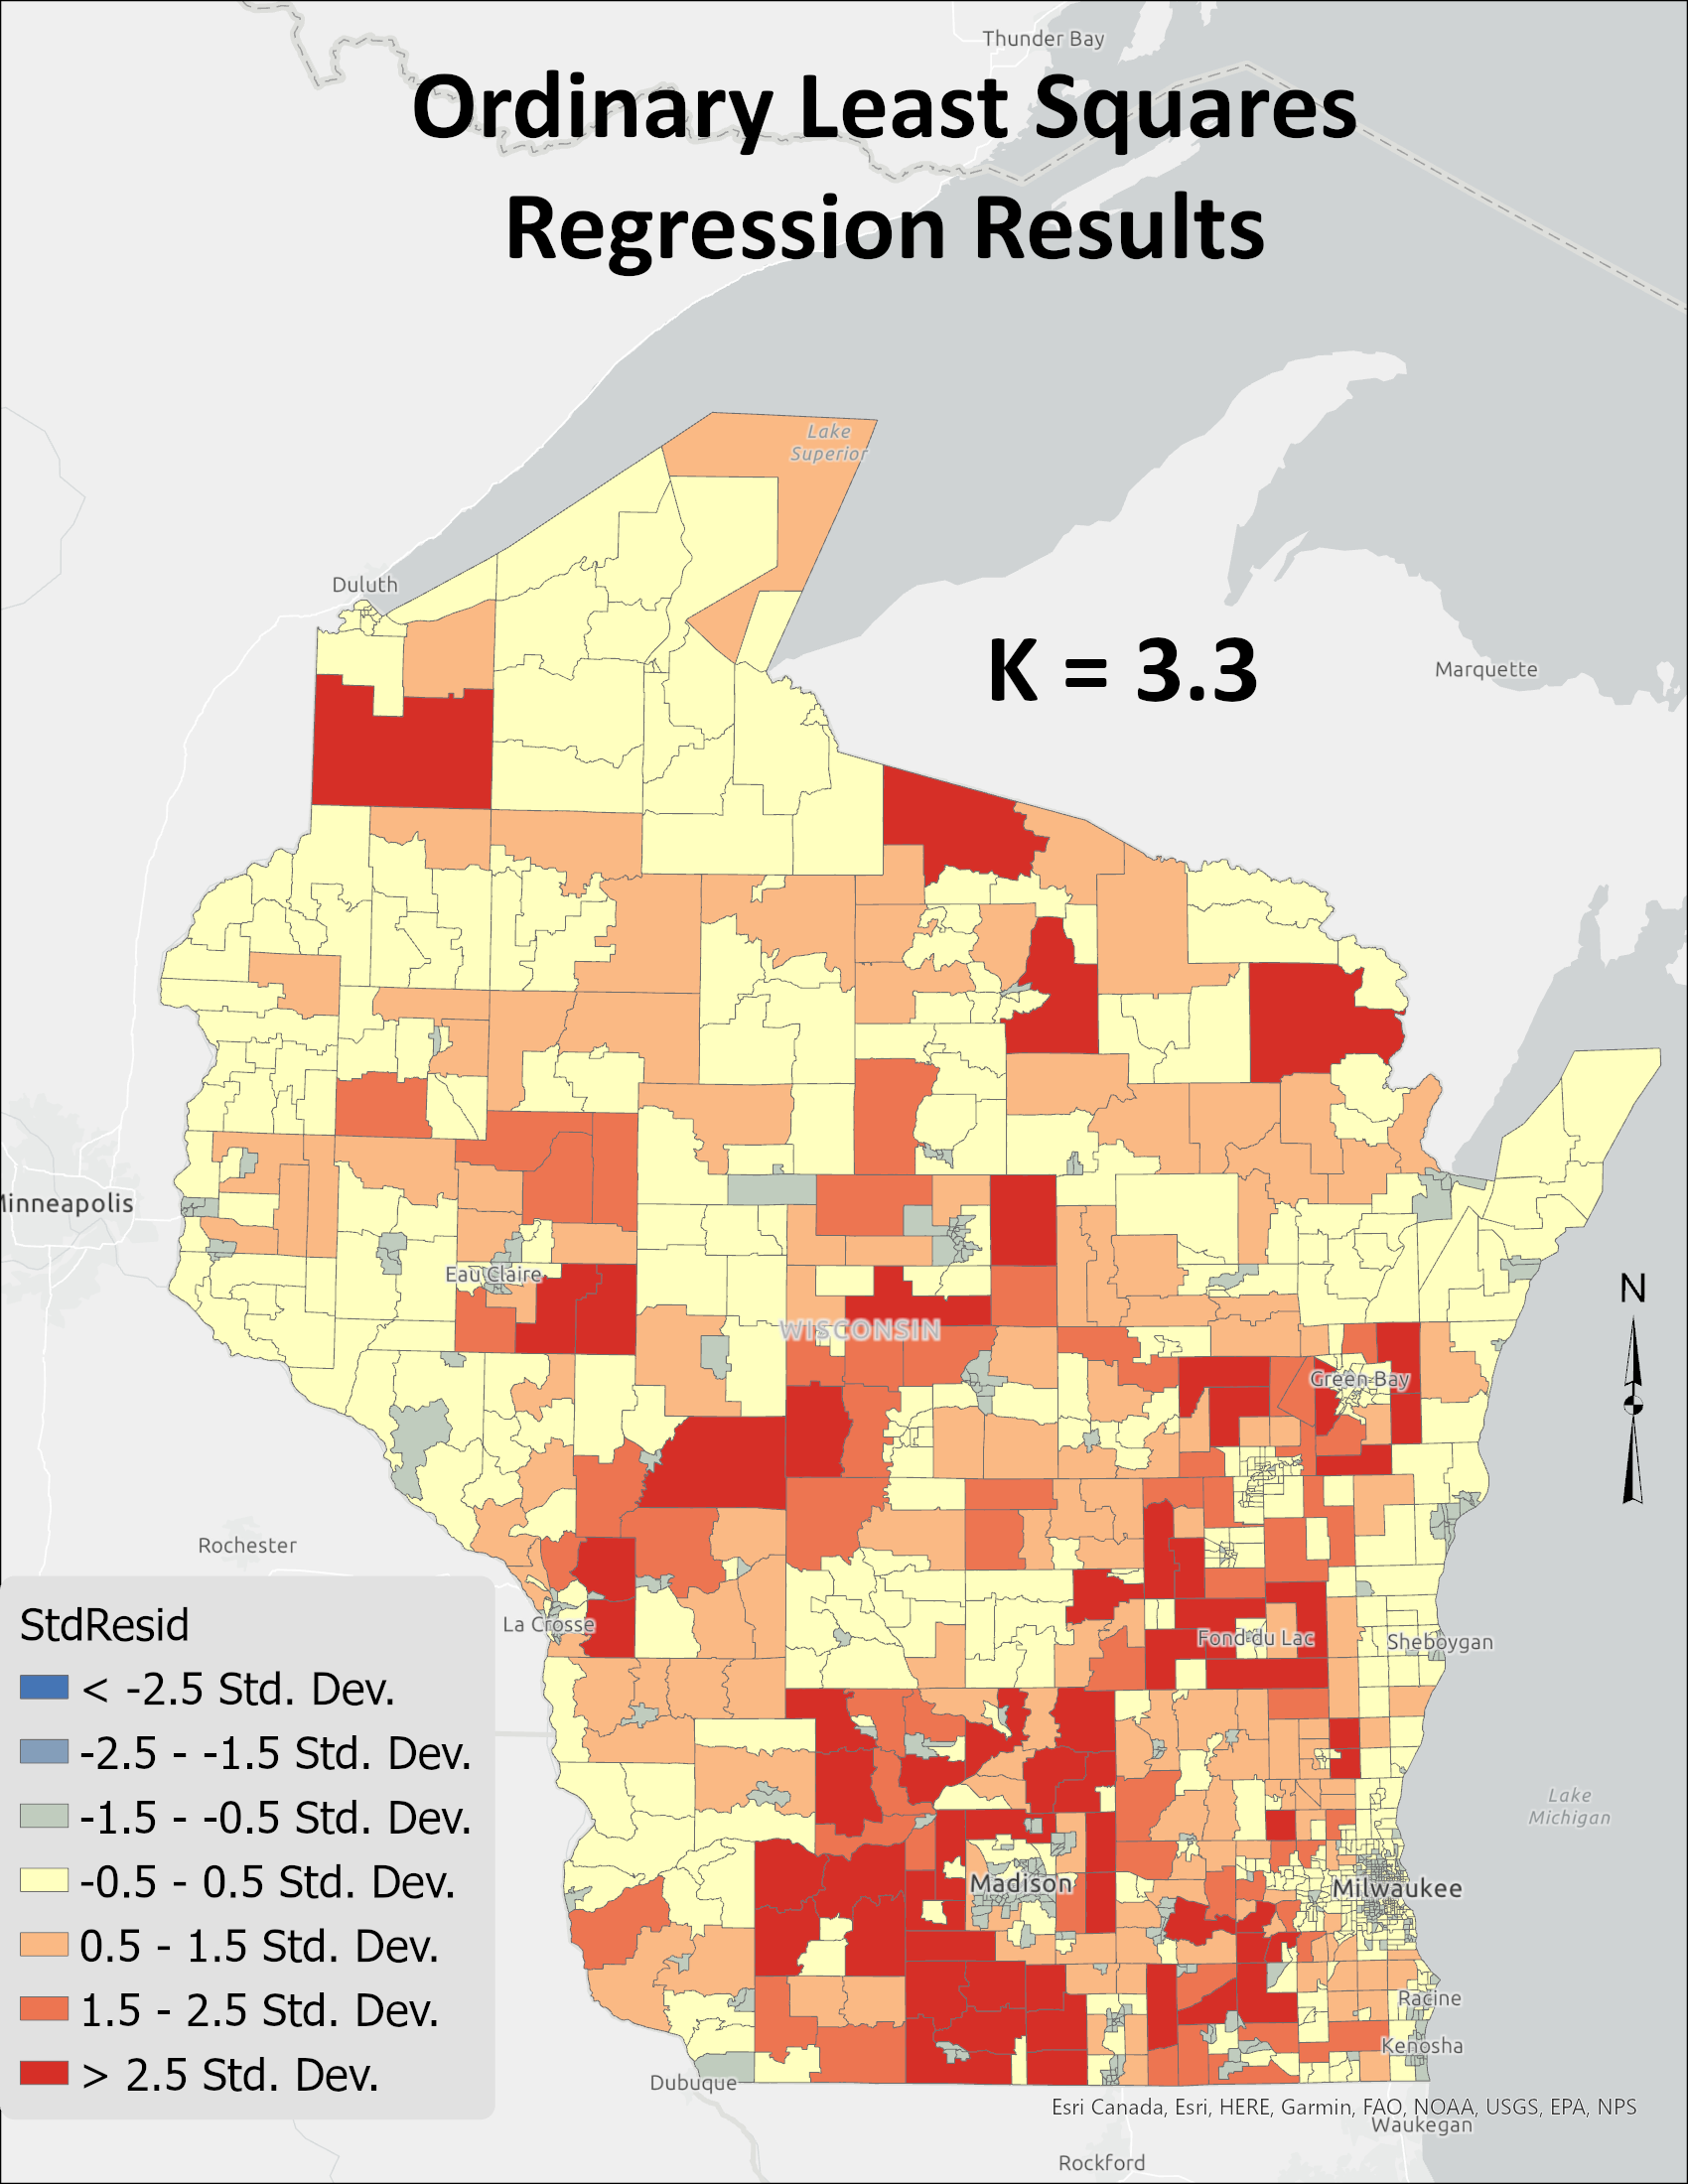 Thunder Bay
Ordinary Least Squares
Regression Results
Lake
Superior
Duluth
K = 3.3
Marquette
Minneapolis
Eau Claire
N
WISCONSIN
Green Bay
Rochester
La Crosse
Fond du Lac
Sheboygan
StdResid
< -2.5 Std. Dev.
-2.5 - -1.5 Std. Dev.
-1.5 - -0.5 Std. Dev.
-0.5 - 0.5 Std. Dev.
0.5 - 1.5 Std. Dev.
1.5 - 2.5 Std. Dev.
> 2.5 Std. Dev.
Lake
Michigan
Madison
Milwaukee
Racine
Kenosha
Dubuque
Esri Canada, Esri, HERE, Garmin, FAO, NOAA, USGS, EPA, NPS
Waukegan
Rockford